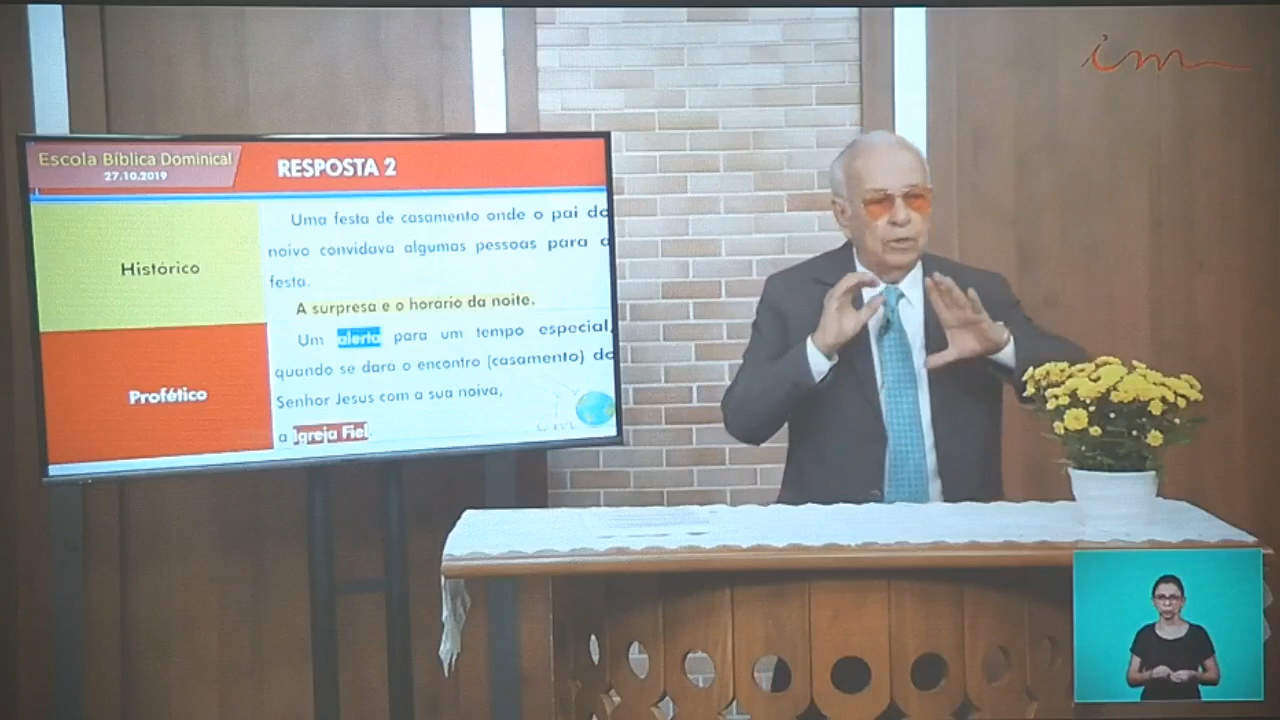 im
Escola Bíblica Dominical
27.10.2019
RESPOSTA 2
Histórico
Uma festa de casamento onde o pai do
noivo convidava algumas pessoas para a
festa.
A surpresa e o horário da noite.
Profético
Um alerta para um tempo especial,
quando se dara o encontro (casamento) do
Senhor Jesus com a sua noiva,
a Igreja Fiel.
im